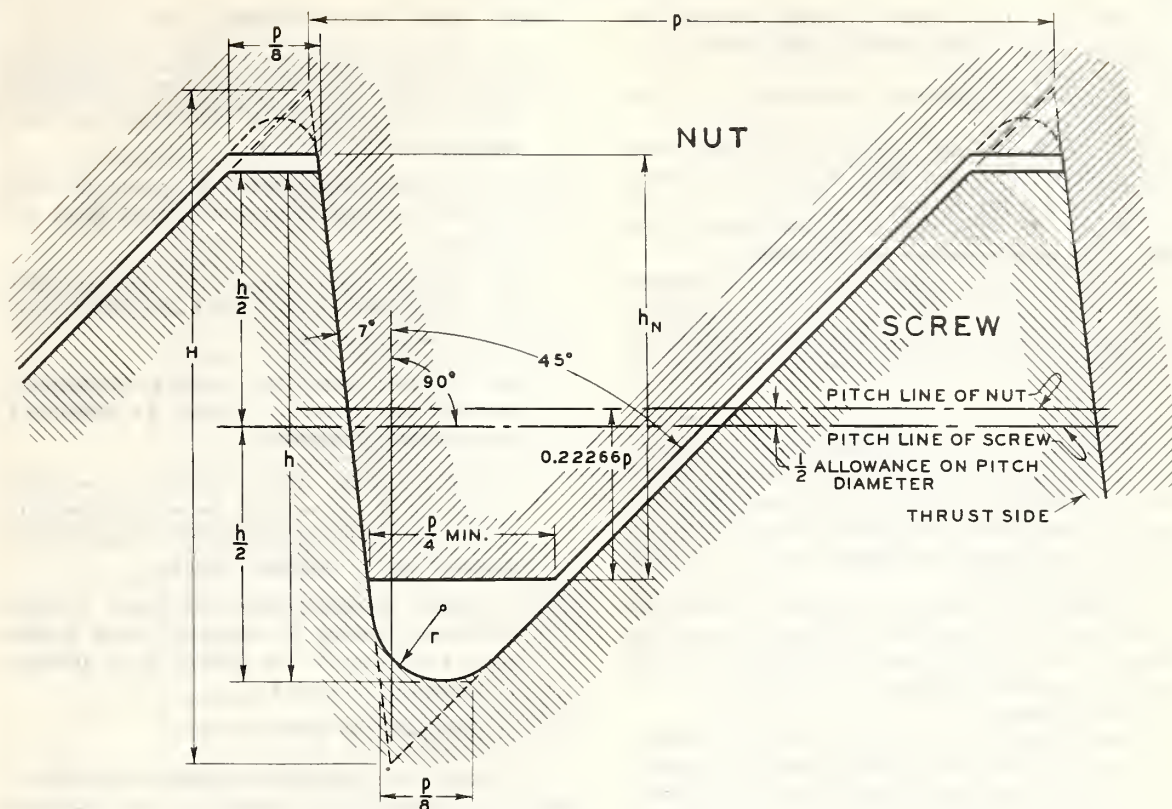 p
p/8
NUT
H
h/2
h
h_N
7°
45°
90°
SCREW
PITCH LINE OF NUT
PITCH LINE OF SCREW
0.22266p
1/2 ALLOWANCE ON PITCH
DIAMETER
THRUST SIDE
h/2
p/4 MIN.
r
p/8